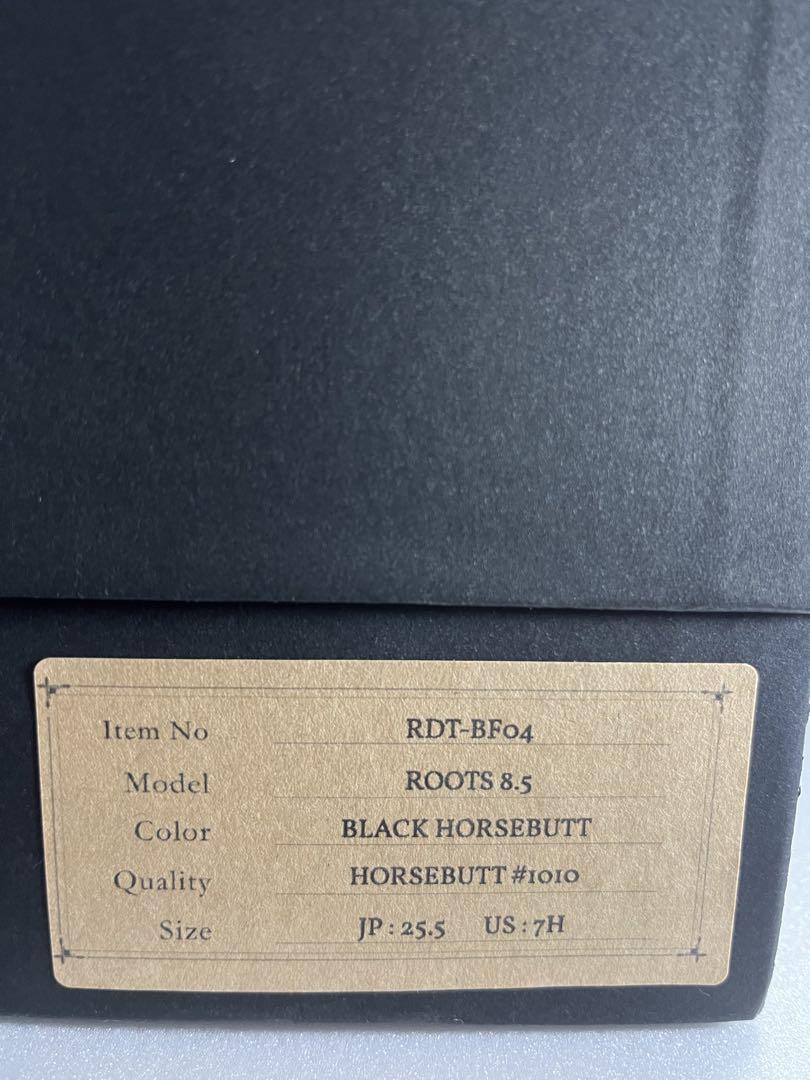 Item No RDT-BF04
Model ROOTS 8.5
Color BLACK HORSEBUTT
Quality HORSEBUTT #1010
Size JP : 25.5 US : 7H